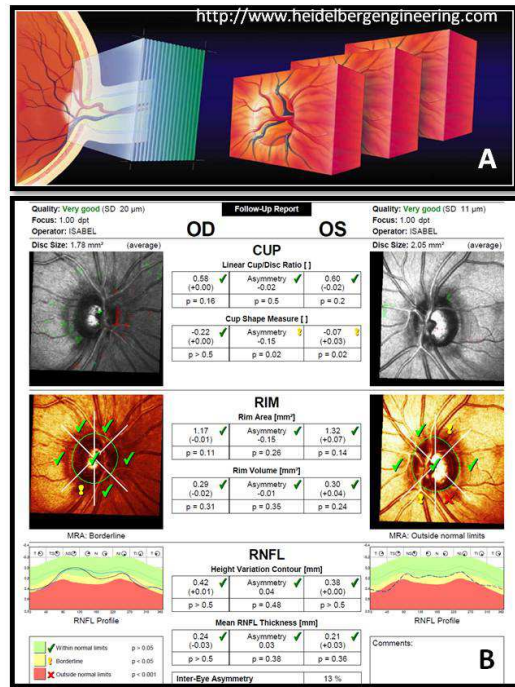 http://www.heidelbergengineering.com
A
Quality: Very good (SD 20 µm)
Focus: 1.00 dpt
Operator: ISABEL
Disc Size: 1.78 mm² (average)
Follow-Up Report
OD OS
Quality: Very good (SD 11 µm)
Focus: 1.00 dpt
Operator: ISABEL
Disc Size: 2.05 mm² (average)
CUP
Linear Cup/Disc Ratio [ ]
0.58 Asymmetry 0.60
(+0.00) -0.02 (-0.02)
p = 0.16 p = 0.5 p = 0.2
Cup Shape Measure [ ]
-0.22 Asymmetry -0.07
(0.00) -0.15 (+0.03)
p > 0.5 p = 0.02 p = 0.02
RIM
Rim Area [mm²]
1.17 Asymmetry 1.32
(-0.01) -0.15 (+0.07)
p = 0.11 p = 0.26 p = 0.14
Rim Volume [mm³]
0.29 Asymmetry 0.30
(-0.02) -0.01 (+0.04)
p = 0.31 p = 0.35 p = 0.24
MRA: Borderline
MRA: Outside normal limits
RNFL
Height Variation Contour [mm]
0.42 Asymmetry 0.38
(+0.01) 0.04 (+0.00)
p > 0.5 p = 0.48 p > 0.5
RNFL Profile
RNFL Profile
Mean RNFL Thickness [mm]
0.24 Asymmetry 0.21
(-0.03) 0.03 (+0.03)
p > 0.5 p = 0.38 p = 0.36
Inter-Eye Asymmetry 13 %
Within normal limits p > 0.05
Borderline p < 0.05
Outside normal limits p < 0.001
Comments:
B